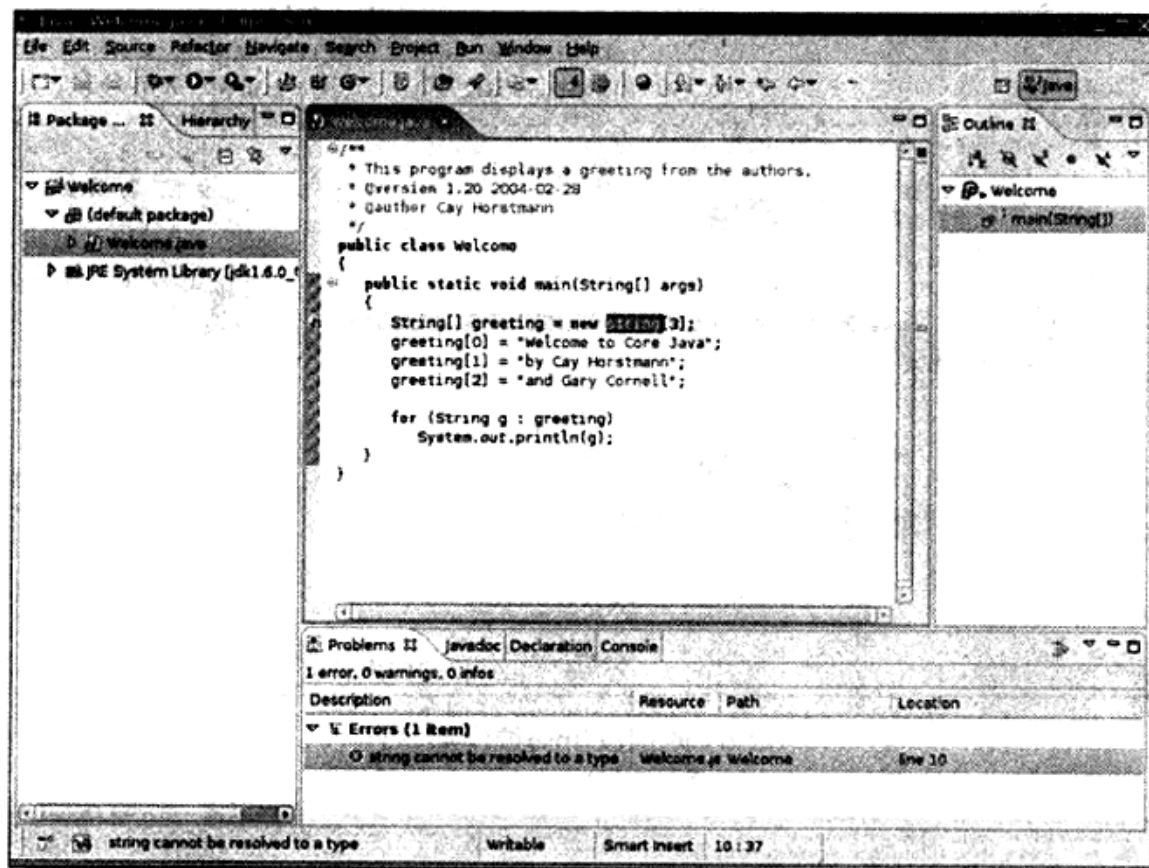 File Edit Source Refactor Navigate Search Project Run Window Help
Java
Package ... Hierarchy
Welcome
(default package)
Welcome.java
JRE System Library [jdk1.6.0_
Welcome.java
/**
* This program displays a greeting from the authors.
* @version 1.20 2004-02-28
* @author Cay Horstmann
*/
public class Welcome
{
public static void main(String[] args)
{
String[] greeting = new string[3];
greeting[0] = "Welcome to Core Java";
greeting[1] = "by Cay Horstmann";
greeting[2] = "and Gary Cornell";
for (String g : greeting)
System.out.println(g);
}
}
Outline
Welcome
main(String[])
Problems Javadoc Declaration Console
1 error, 0 warnings, 0 infos
Description Resource Path Location
Errors (1 item)
string cannot be resolved to a type Welcome.ja Welcome line 10
string cannot be resolved to a type Writable Smart Insert 10 : 37